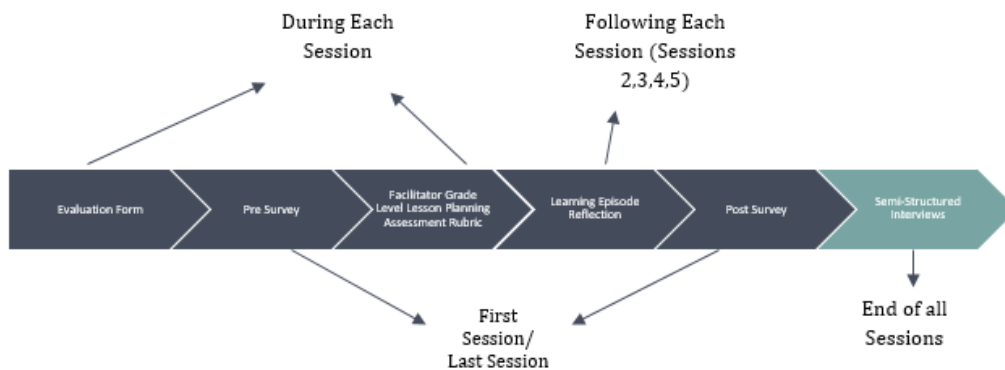 During Each
Session
Following Each
Session (Sessions
2,3,4,5)
Evaluation Form
Pre Survey
Facilitator Grade
Level Lesson Planning
Assessment Rubric
Learning Episode
Reflection
Post Survey
Semi-Structured
Interviews
First
Session/
Last Session
End of all
Sessions